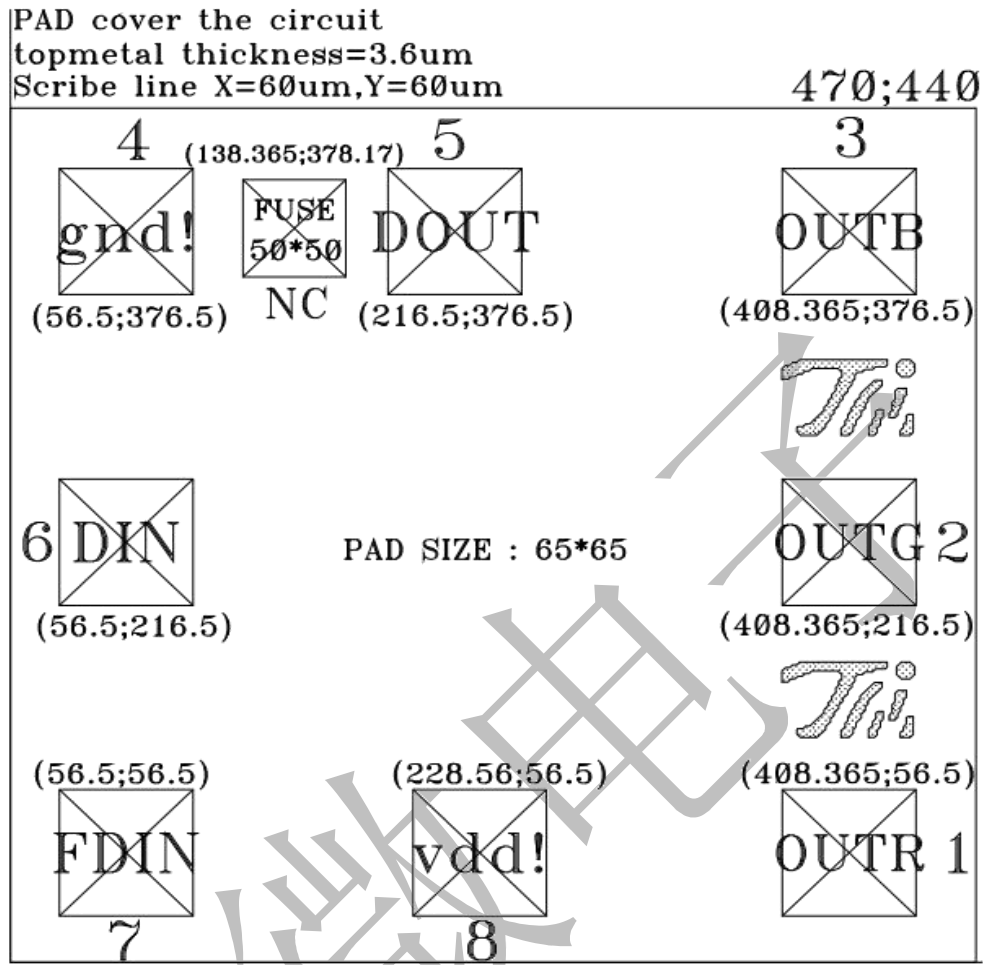 PAD cover the circuit
topmetal thickness=3.6um
Scribe line X=60um,Y=60um
470;440
4
(138.365;378.17)
5
3
gnd!
FUSE
50*50
DOUT
OUTB
NC
(56.5;376.5)
(216.5;376.5)
(408.365;376.5)
6
DIN
PAD SIZE : 65*65
OUTG
2
(56.5;216.5)
(408.365;216.5)
(56.5;56.5)
(228.56;56.5)
(408.365;56.5)
FDIN
vdd!
OUTR
1
7
8
微电子